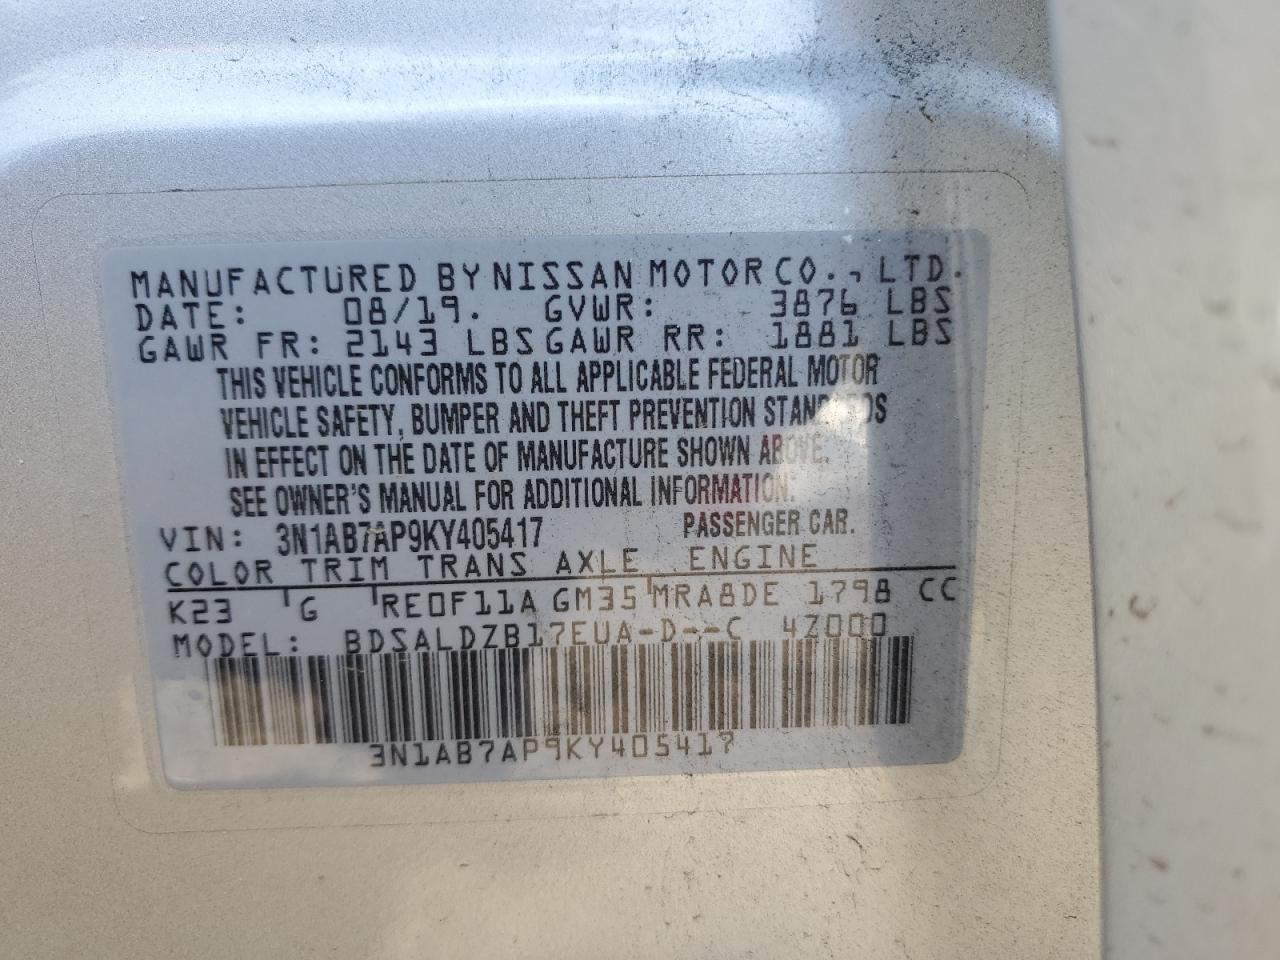 MANUFACTURED BY NISSAN MOTOR CO., LTD.
DATE: 08/19. GVWR: 3876 LBS
GAWR FR: 2143 LBS GAWR RR: 1881 LBS
THIS VEHICLE CONFORMS TO ALL APPLICABLE FEDERAL MOTOR
VEHICLE SAFETY, BUMPER AND THEFT PREVENTION STANDARDS
IN EFFECT ON THE DATE OF MANUFACTURE SHOWN ABOVE.
SEE OWNER'S MANUAL FOR ADDITIONAL INFORMATION.
VIN: 3N1AB7AP9KY405417 PASSENGER CAR.
COLOR TRIM TRANS AXLE ENGINE
K23 G RE0F11A GM35 MRA8DE 1798 CC
MODEL: BDSALDZB17EUA-D--C 4Z000
3N1AB7AP9KY405417